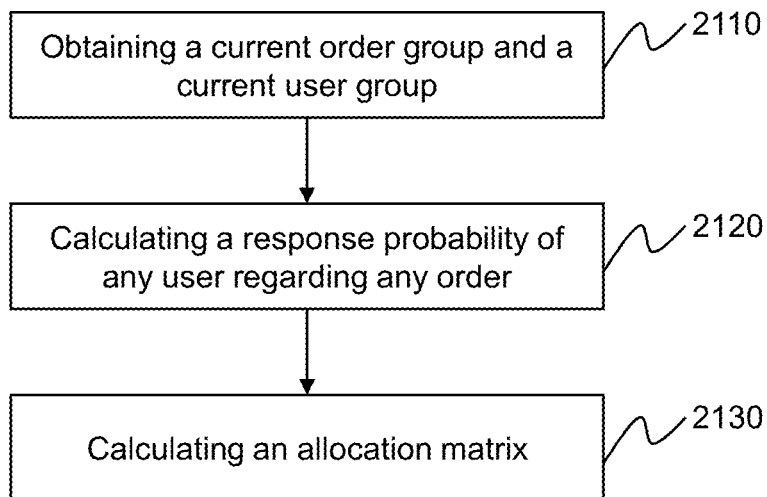 Obtaining a current order group and a
current user group
2110
Calculating a response probability of
any user regarding any order
2120
Calculating an allocation matrix
2130